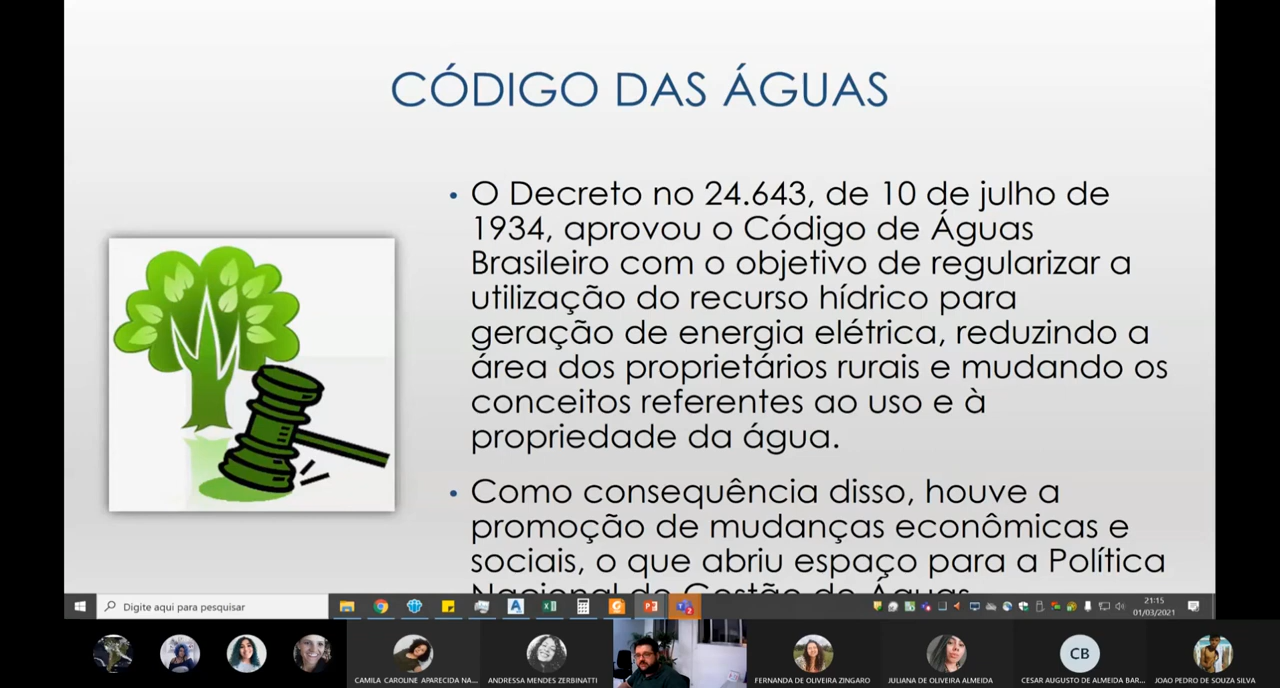 CÓDIGO DAS ÁGUAS
• O Decreto no 24.643, de 10 de julho de
1934, aprovou o Código de Águas
Brasileiro com o objetivo de regularizar a
utilização do recurso hídrico para
geração de energia elétrica, reduzindo a
área dos proprietários rurais e mudando os
conceitos referentes ao uso e à
propriedade da água.
• Como consequência disso, houve a
promoção de mudanças econômicas e
sociais, o que abriu espaço para a Política
Nacional de Gestão de Águas
Digite aqui para pesquisar
21:15
01/03/2021
CB
CAMILA CAROLINE APARECIDA NA...
ANDRESSA MENDES ZERBINATTI
FERNANDA DE OLIVEIRA ZINGARO
JULIANA DE OLIVEIRA ALMEIDA
CESAR AUGUSTO DE ALMEIDA BAR...
JOAO PEDRO DE SOUZA SILVA